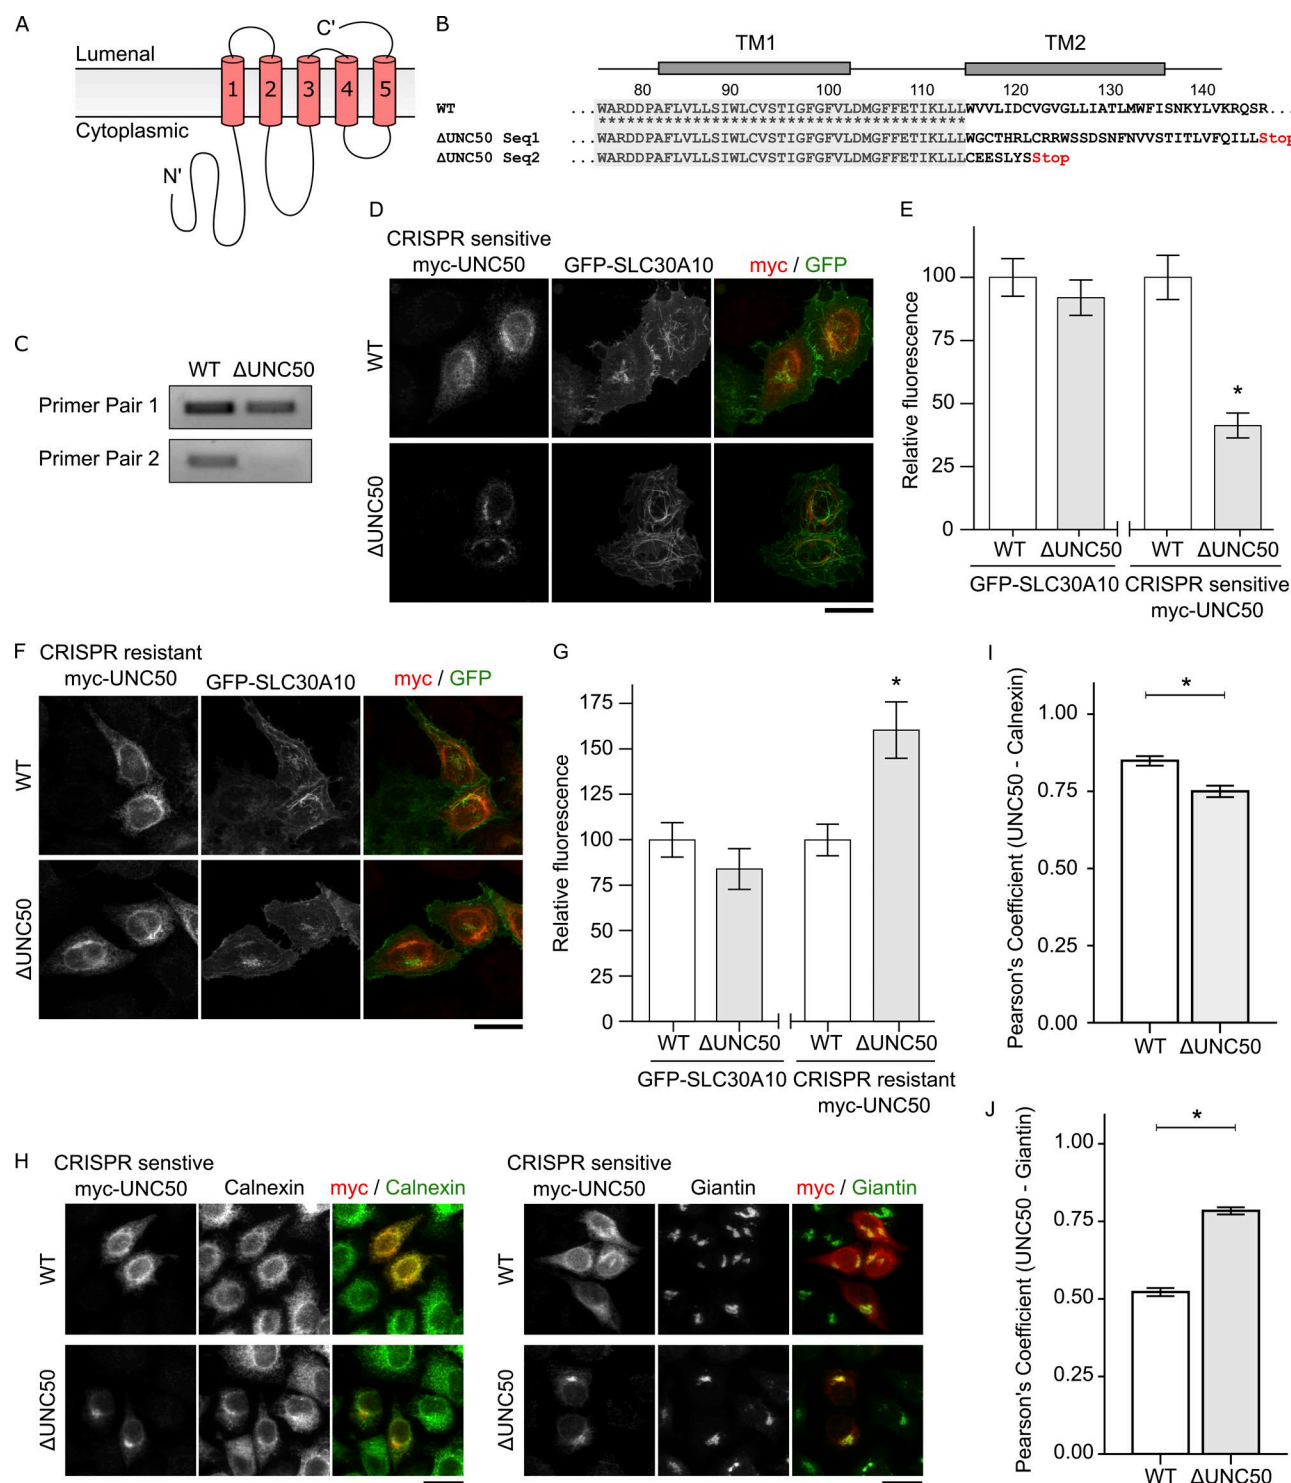 A
Lumenal
Cytoplasmic
C'
N'
1 2 3 4 5
B
TM1 TM2
80 90 100 110 120 130 140
WT ...WARDDPAFLVLLSIWLCVSTIGFGFVLDMGFFETIKLLLWVVLIDCVGVGLLIATLMWFISNKYLVKRQSR...
**************************************
ΔUNC50 Seq1 ...WARDDPAFLVLLSIWLCVSTIGFGFVLDMGFFETIKLLLWGCTHRLCRRWSSDSNFNVVSTITLVFQILLStop
ΔUNC50 Seq2 ...WARDDPAFLVLLSIWLCVSTIGFGFVLDMGFFETIKLLLCEESLYSStop
C
WT ΔUNC50
Primer Pair 1
Primer Pair 2
D
CRISPR sensitive
myc-UNC50 GFP-SLC30A10 myc / GFP
WT
ΔUNC50
E
Relative fluorescence
100
75
50
25
0
*
WT ΔUNC50 WT ΔUNC50
GFP-SLC30A10 CRISPR sensitive
myc-UNC50
F CRISPR resistant
myc-UNC50 GFP-SLC30A10 myc / GFP
WT
ΔUNC50
G
Relative fluorescence
175
150
125
100
75
50
25
0
*
WT ΔUNC50 WT ΔUNC50
GFP-SLC30A10 CRISPR resistant
myc-UNC50
I
Pearson's Coefficient (UNC50 - Calnexin)
1.00
0.75
0.50
0.25
0.00
*
WT ΔUNC50
H CRISPR senstive
myc-UNC50 Calnexin myc / Calnexin
WT
ΔUNC50
CRISPR sensitive
myc-UNC50 Giantin myc / Giantin
WT
ΔUNC50
J
Pearson's Coefficient (UNC50 - Giantin)
1.00
0.75
0.50
0.25
0.00
*
WT ΔUNC50